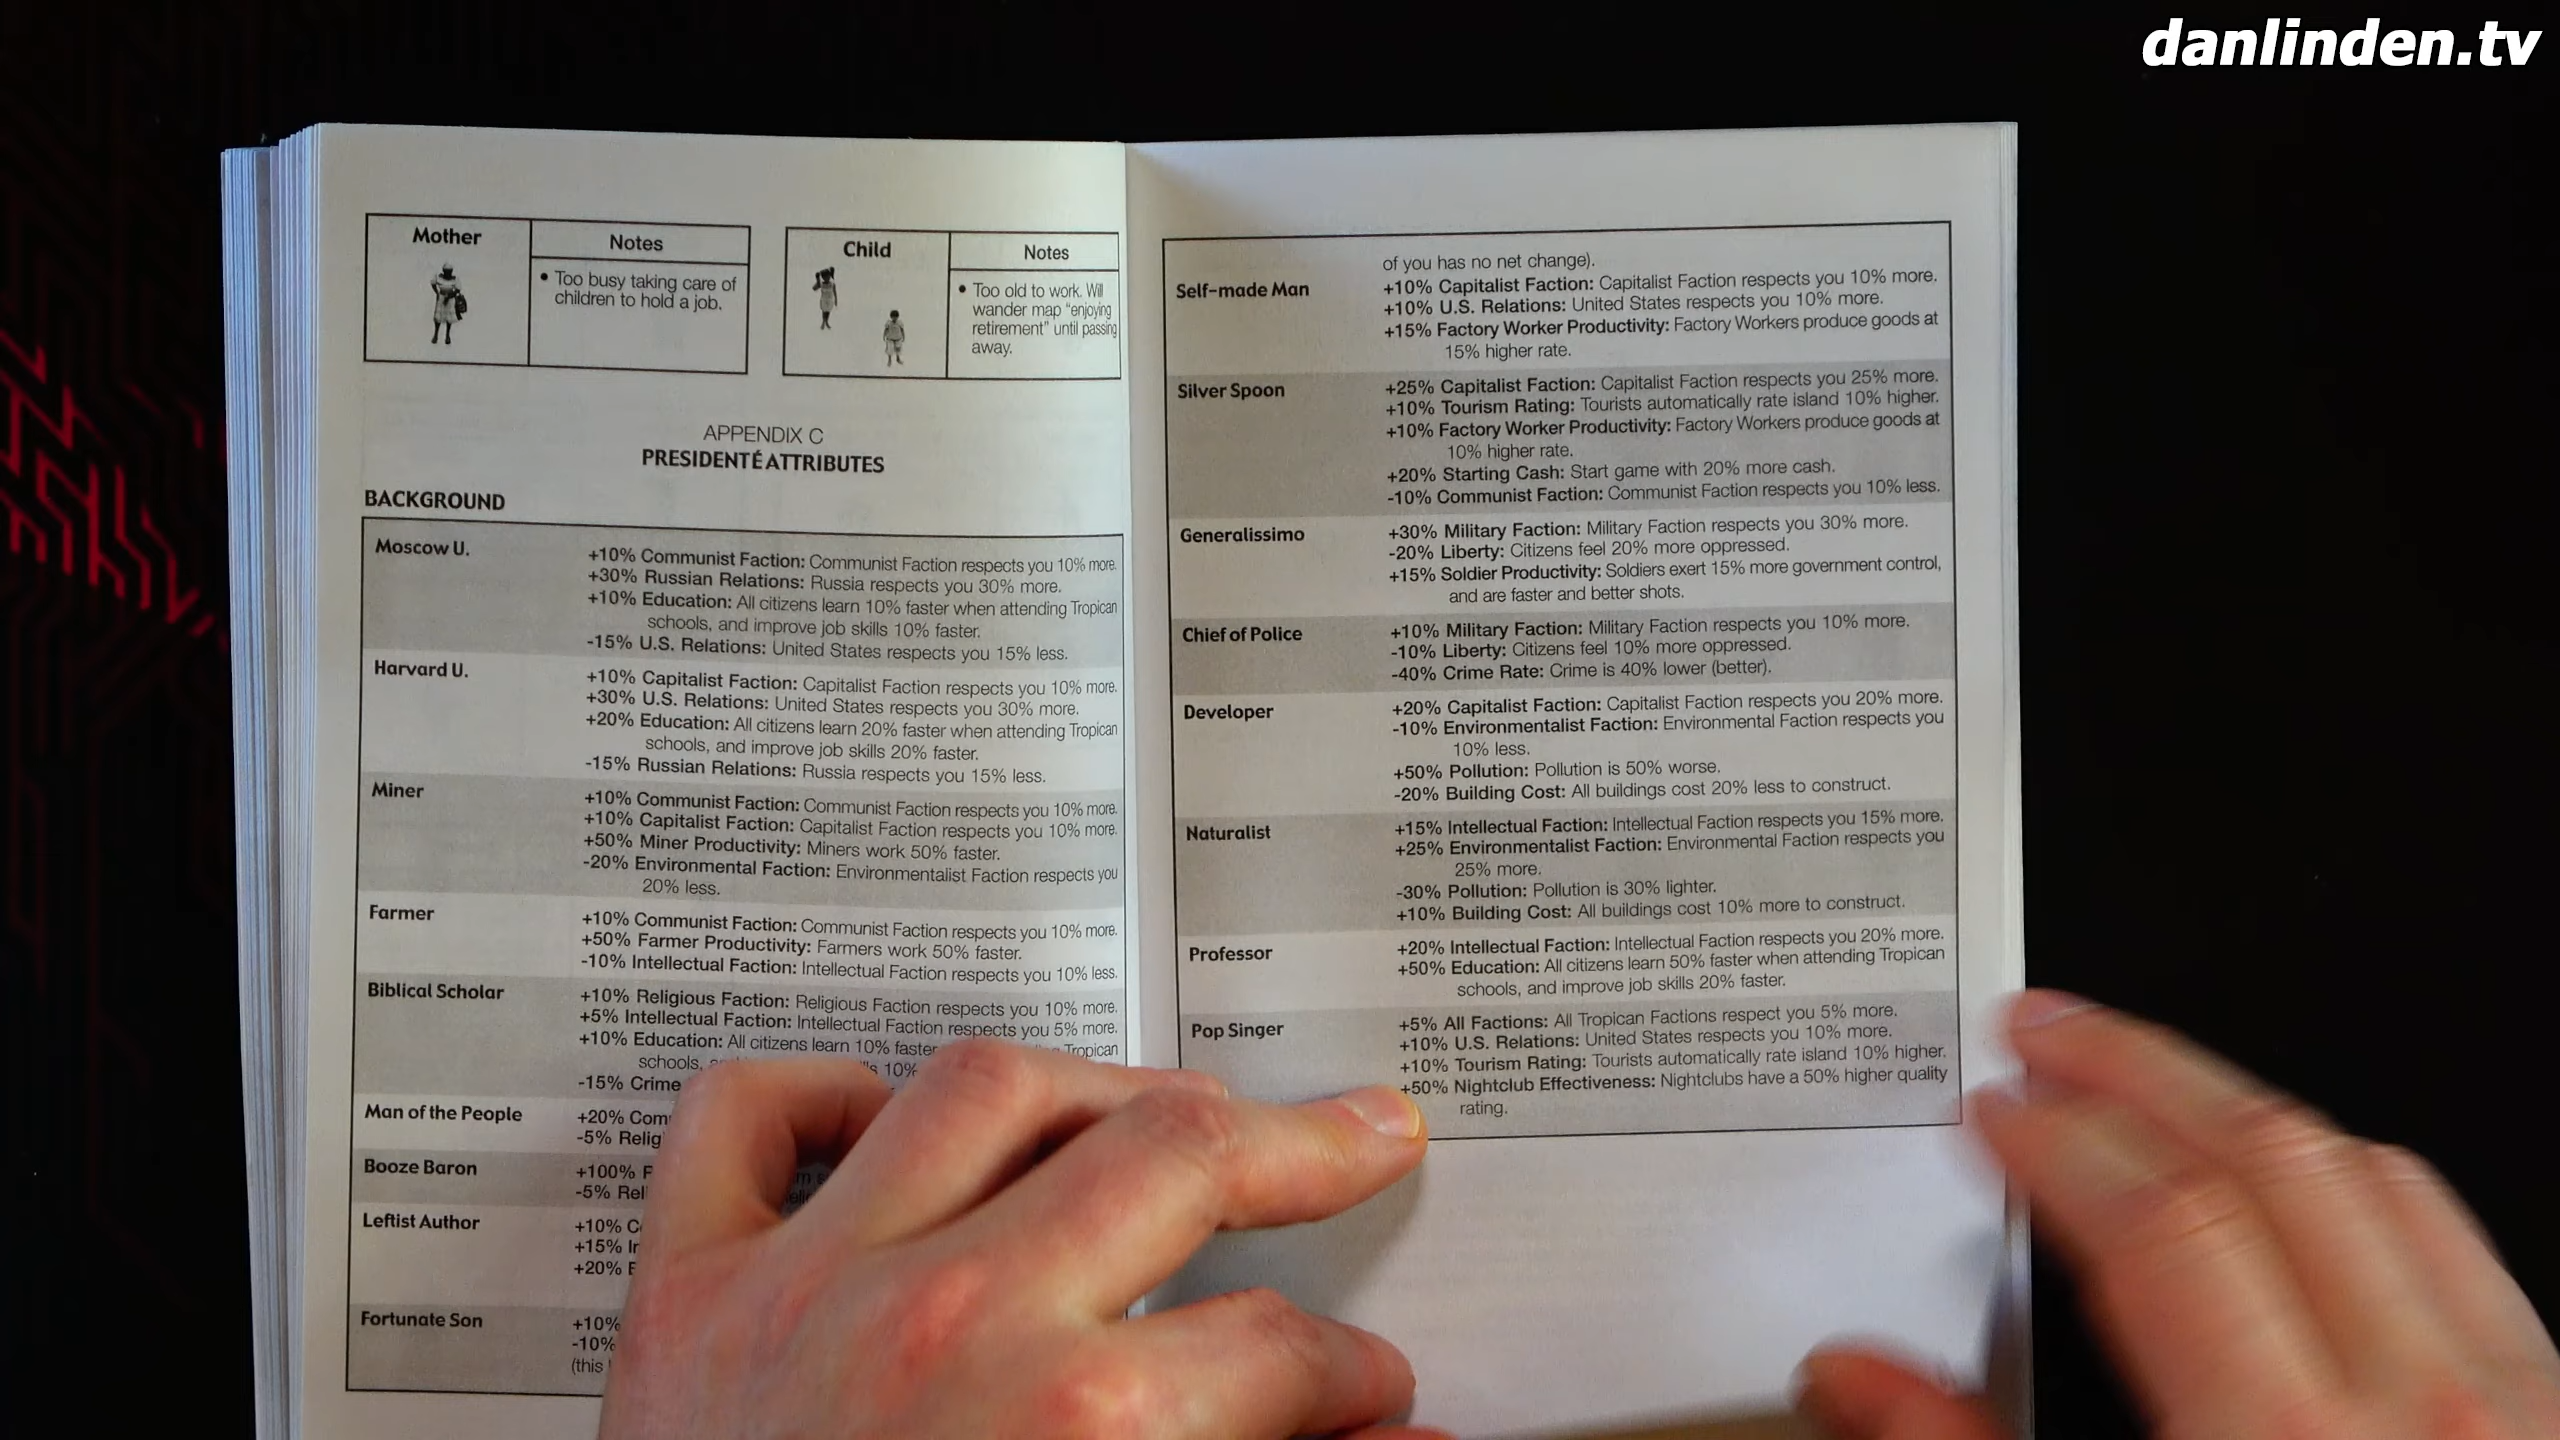 danlinden.tv
Mother
Notes
• Too busy taking care of
children to hold a job.
Child
Notes
• Too old to work. Will
wander map “enjoying
retirement” until passing
away.
APPENDIX C
PRESIDENTÉ ATTRIBUTES
BACKGROUND
Moscow U.
+10% Communist Faction: Communist Faction respects you 10% more.
+30% Russian Relations: Russia respects you 30% more.
+10% Education: All citizens learn 10% faster when attending Tropican
schools, and improve job skills 10% faster.
-15% U.S. Relations: United States respects you 15% less.
Harvard U.
+10% Capitalist Faction: Capitalist Faction respects you 10% more.
+30% U.S. Relations: United States respects you 30% more.
+20% Education: All citizens learn 20% faster when attending Tropican
schools, and improve job skills 20% faster.
-15% Russian Relations: Russia respects you 15% less.
Miner
+10% Communist Faction: Communist Faction respects you 10% more.
+10% Capitalist Faction: Capitalist Faction respects you 10% more.
+50% Miner Productivity: Miners work 50% faster.
-20% Environmental Faction: Environmentalist Faction respects you
20% less.
Farmer
+10% Communist Faction: Communist Faction respects you 10% more.
+50% Farmer Productivity: Farmers work 50% faster.
-10% Intellectual Faction: Intellectual Faction respects you 10% less.
Biblical Scholar
+10% Religious Faction: Religious Faction respects you 10% more.
+5% Intellectual Faction: Intellectual Faction respects you 5% more.
+10% Education: All citizens learn 10% faster Tropican
schools, 10%
-15% Crime
Man of the People
+20%
-5%
Booze Baron
+100%
-5%
Leftist Author
+10%
+15%
+20%
Fortunate Son
+10%
-10%
(this
of you has no net change).
Self-made Man
+10% Capitalist Faction: Capitalist Faction respects you 10% more.
+10% U.S. Relations: United States respects you 10% more.
+15% Factory Worker Productivity: Factory Workers produce goods at
15% higher rate.
Silver Spoon
+25% Capitalist Faction: Capitalist Faction respects you 25% more.
+10% Tourism Rating: Tourists automatically rate island 10% higher.
+10% Factory Worker Productivity: Factory Workers produce goods at
10% higher rate.
+20% Starting Cash: Start game with 20% more cash.
-10% Communist Faction: Communist Faction respects you 10% less.
Generalissimo
+30% Military Faction: Military Faction respects you 30% more.
-20% Liberty: Citizens feel 20% more oppressed.
+15% Soldier Productivity: Soldiers exert 15% more government control,
and are faster and better shots.
Chief of Police
+10% Military Faction: Military Faction respects you 10% more.
-10% Liberty: Citizens feel 10% more oppressed.
-40% Crime Rate: Crime is 40% lower (better).
Developer
+20% Capitalist Faction: Capitalist Faction respects you 20% more.
-10% Environmentalist Faction: Environmental Faction respects you
10% less.
+50% Pollution: Pollution is 50% worse.
-20% Building Cost: All buildings cost 20% less to construct.
Naturalist
+15% Intellectual Faction: Intellectual Faction respects you 15% more.
+25% Environmentalist Faction: Environmental Faction respects you
25% more.
-30% Pollution: Pollution is 30% lighter.
+10% Building Cost: All buildings cost 10% more to construct.
Professor
+20% Intellectual Faction: Intellectual Faction respects you 20% more.
+50% Education: All citizens learn 50% faster when attending Tropican
schools, and improve job skills 20% faster.
Pop Singer
+5% All Factions: All Tropican Factions respect you 5% more.
+10% U.S. Relations: United States respects you 10% more.
+10% Tourism Rating: Tourists automatically rate island 10% higher.
+50% Nightclub Effectiveness: Nightclubs have a 50% higher quality
rating.